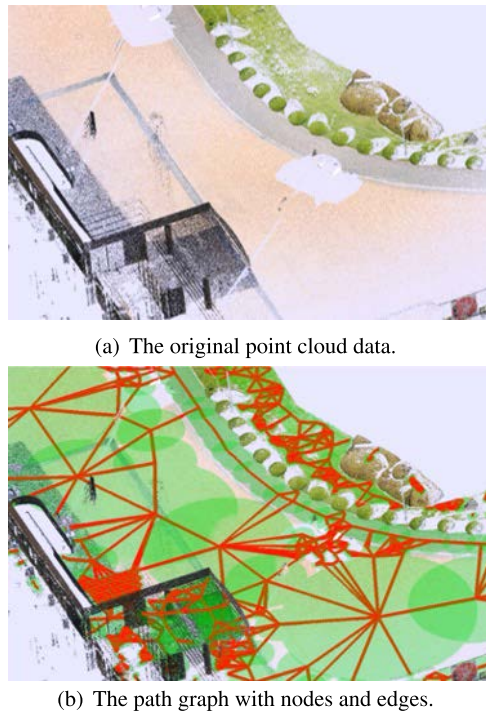 (a) The original point cloud data.
(b) The path graph with nodes and edges.